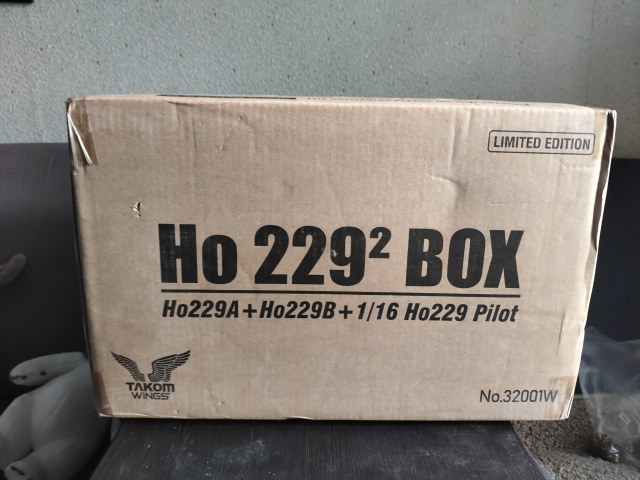 LIMITED EDITION
Ho 229² BOX
Ho229A+Ho229B+1/16 Ho229 Pilot
TAKOM
WINGS
No.32001W